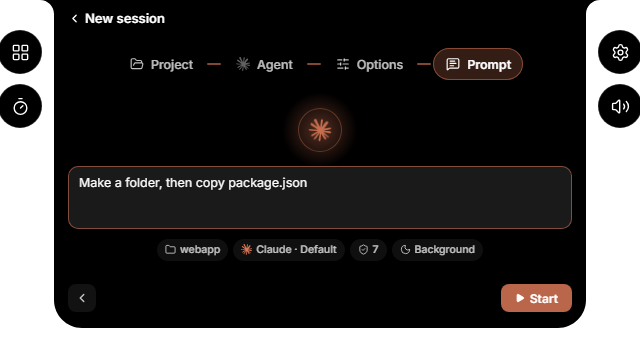 New session
Project
Agent
Options
Prompt
Make a folder, then copy package.json
webapp
Claude · Default
7
Background
Start